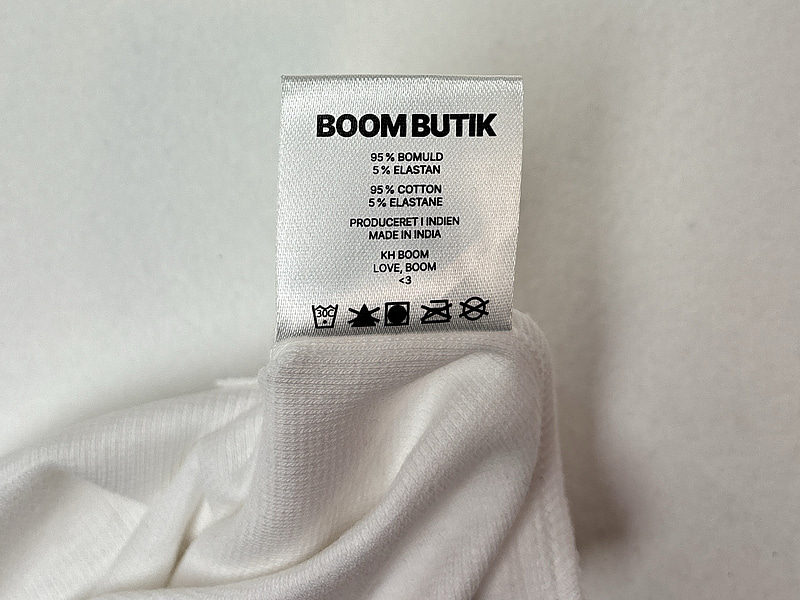 BOOM BUTIK
95 % BOMULD
5 % ELASTAN
95 % COTTON
5 % ELASTANE
PRODUCERET I INDIEN
MADE IN INDIA
KH BOOM
LOVE, BOOM
<3
30C